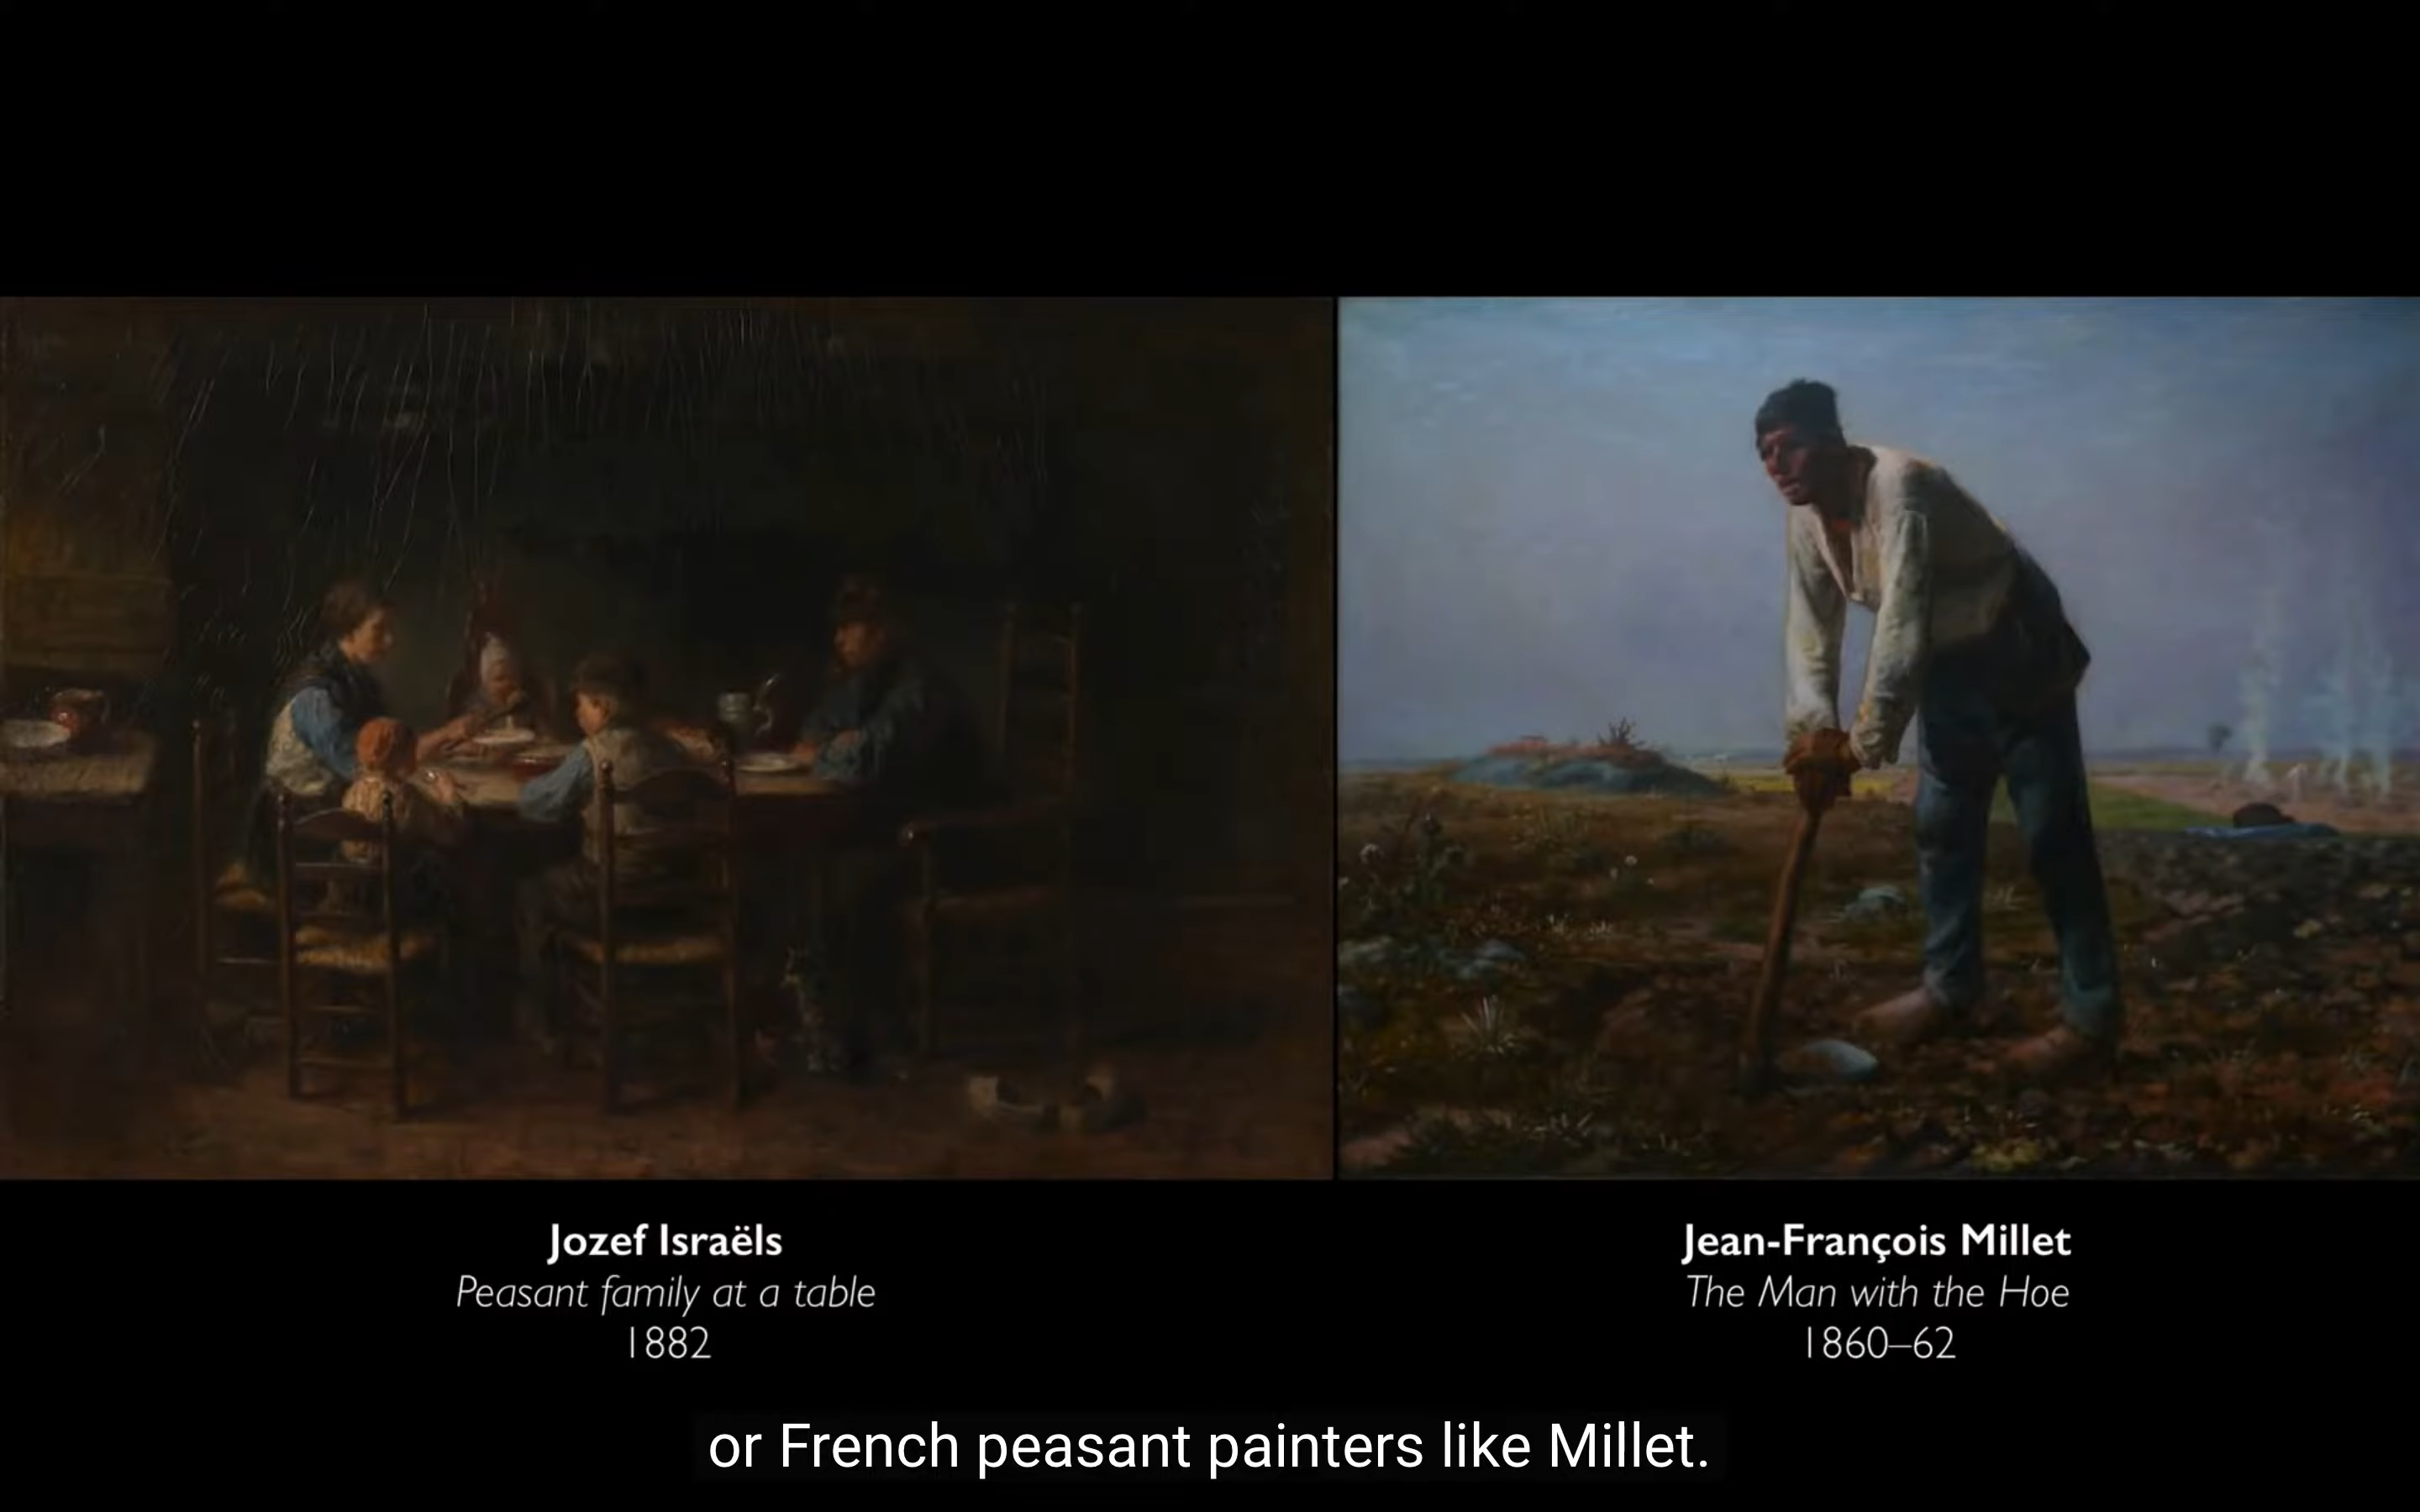 Jozef Israëls
Peasant family at a table
1882
Jean-François Millet
The Man with the Hoe
1860–62
or French peasant painters like Millet.